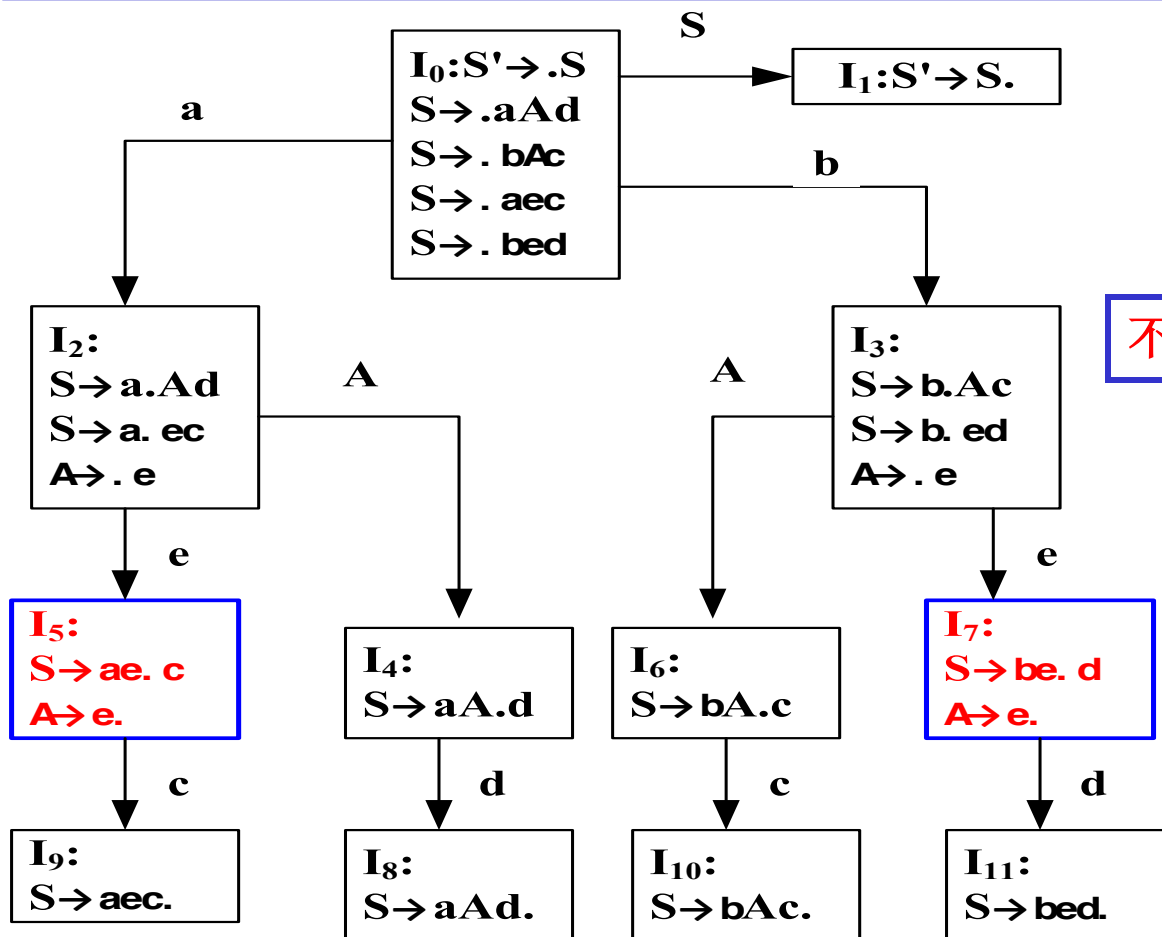 S
I₀:S'→.S
S→.aAd
S→. bAc
S→. aec
S→. bed
I₁:S'→S.
a
b
I₂:
S→a.Ad
S→a. ec
A→. e
A
A
I₃:
S→b.Ac
S→b. ed
A→. e
不
e
e
I₅:
S→ae. c
A→e.
I₄:
S→aA.d
I₆:
S→bA.c
I₇:
S→be. d
A→e.
c
d
c
d
I₉:
S→aec.
I₈:
S→aAd.
I₁₀:
S→bAc.
I₁₁:
S→bed.